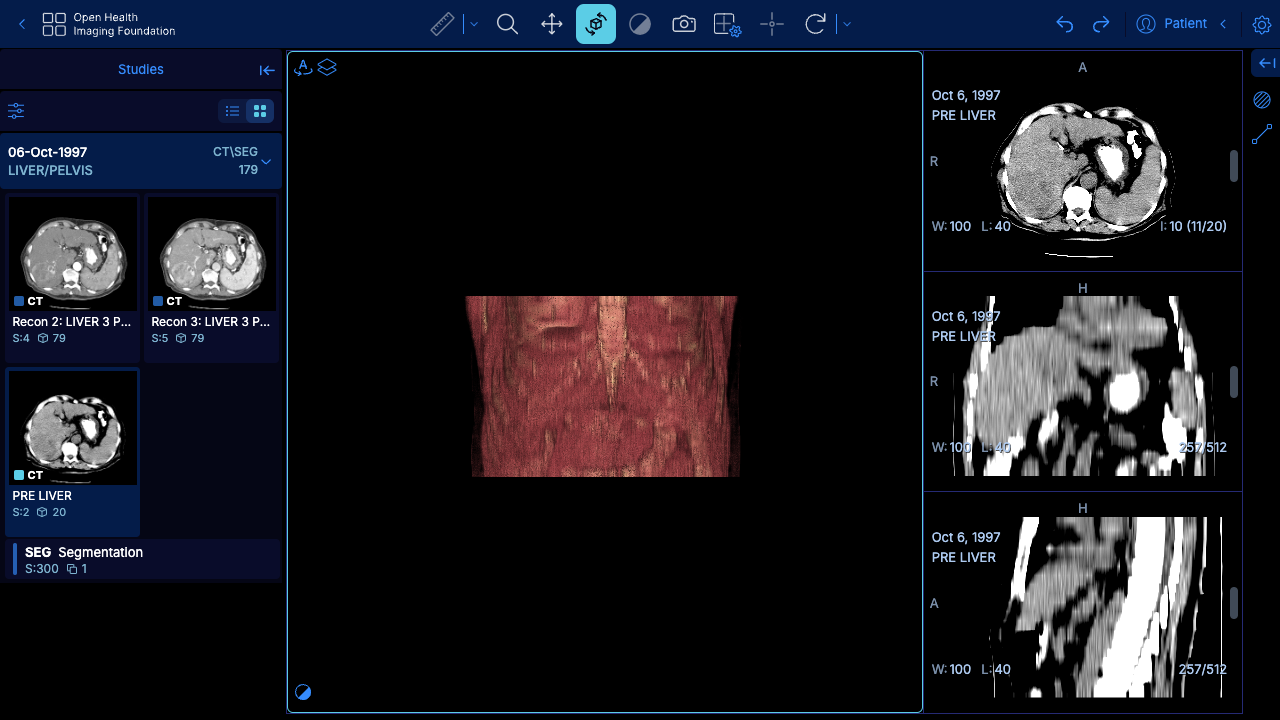 Open Health
Imaging Foundation
Patient
Studies
06-Oct-1997
CT\SEG
LIVER/PELVIS
179
CT
CT
Recon 2: LIVER 3 P...
Recon 3: LIVER 3 P...
S:4 79
S:5 79
CT
PRE LIVER
S:2 20
SEG Segmentation
S:300 1
A
A
Oct 6, 1997
PRE LIVER
R
W: 100 L: 40
I: 10 (11/20)
H
Oct 6, 1997
PRE LIVER
R
W: 100 L: 40
257/512
H
Oct 6, 1997
PRE LIVER
A
W: 100 L: 40
257/512